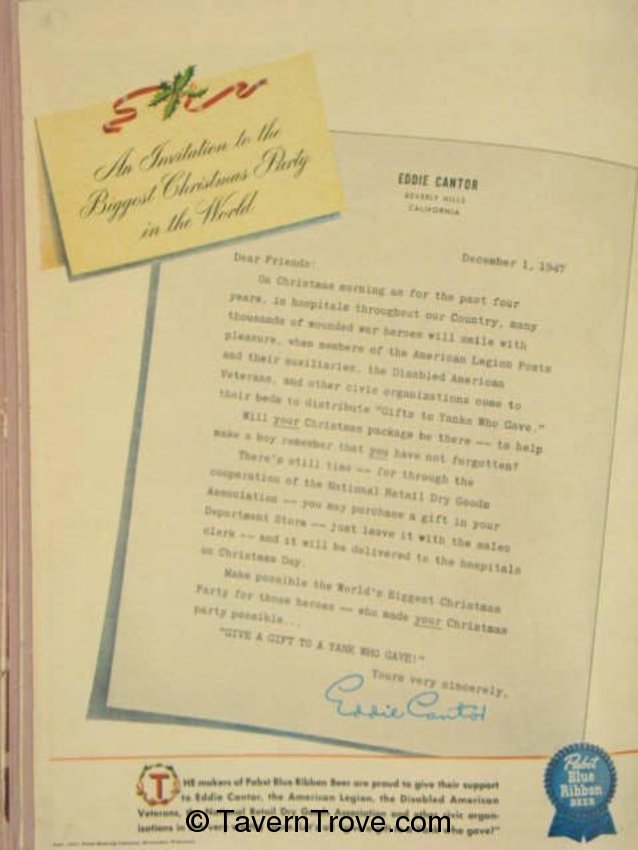 An Invitation to the
Biggest Christmas Party
in the World
EDDIE CANTOR
BEVERLY HILLS
CALIFORNIA
December 1, 1947
Dear Friends:
On Christmas morning as for the past four
years, in hospitals throughout our Country, many
thousands of wounded war heroes will smile with
pleasure, when members of the American Legion Posts
and their auxiliaries, the Disabled American
Veterans, and other civic organizations come to
their beds to distribute "Gifts to Yanks Who Gave."
Will your Christmas package be there -- to help
make a boy remember that you have not forgotten?
There's still time -- for through the
cooperation of the National Retail Dry Goods
Association -- you may purchase a gift in your
Department Store -- just leave it with the sales
clerk -- and it will be delivered to the hospitals
on Christmas Day.
Make possible the World's Biggest Christmas
Party for those heroes -- who made your Christmas
party possible...
"GIVE A GIFT TO A YANK WHO GAVE!"
Yours very sincerely,
Eddie Cantor
THE makers of Pabst Blue Ribbon Beer are proud to give their support
to Eddie Cantor, the American Legion, the Disabled American
Veterans, Retail Dry Goods civic organ-
izations in who gave!"
Pabst
Blue
Ribbon
BEER
© TavernTrove.com